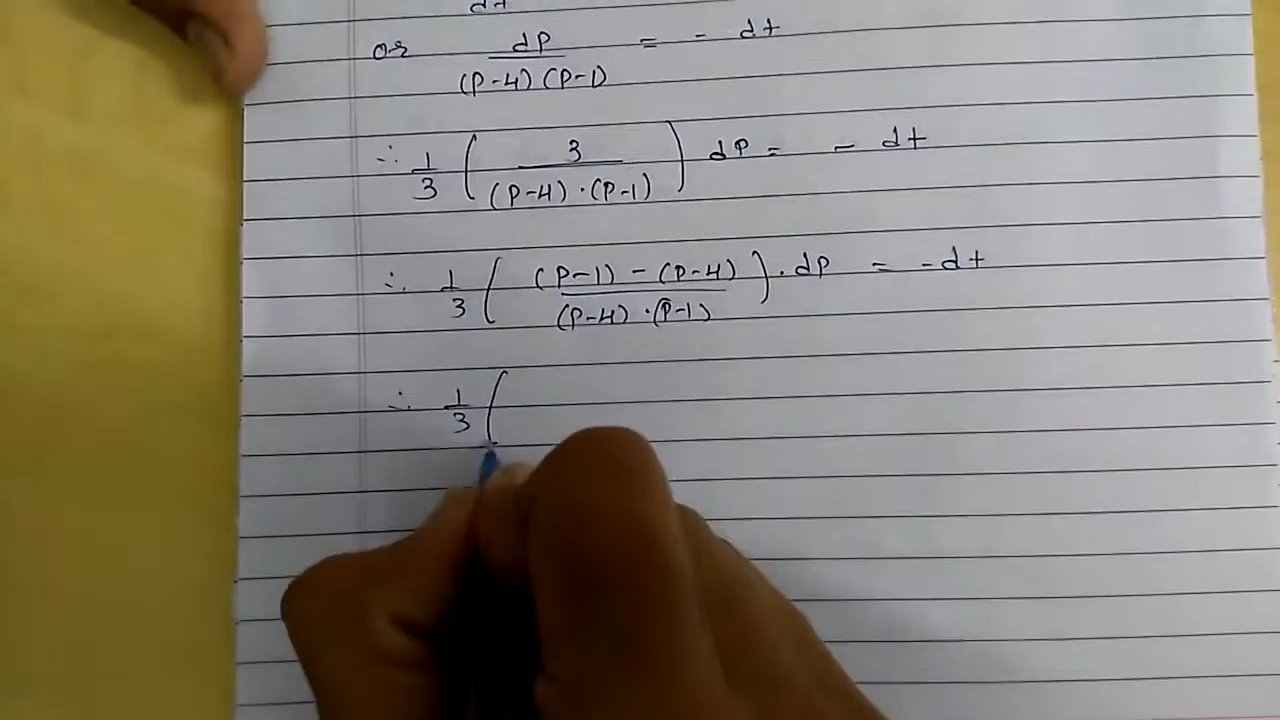 dt
or dP/((P-4)(P-1)) = - dt
∴ 1/3 ( 3/((P-4)·(P-1)) ) dP = - dt
∴ 1/3 ( ((P-1) - (P-4))/((P-4)·(P-1)) ) · dP = - dt
∴ 1/3 (